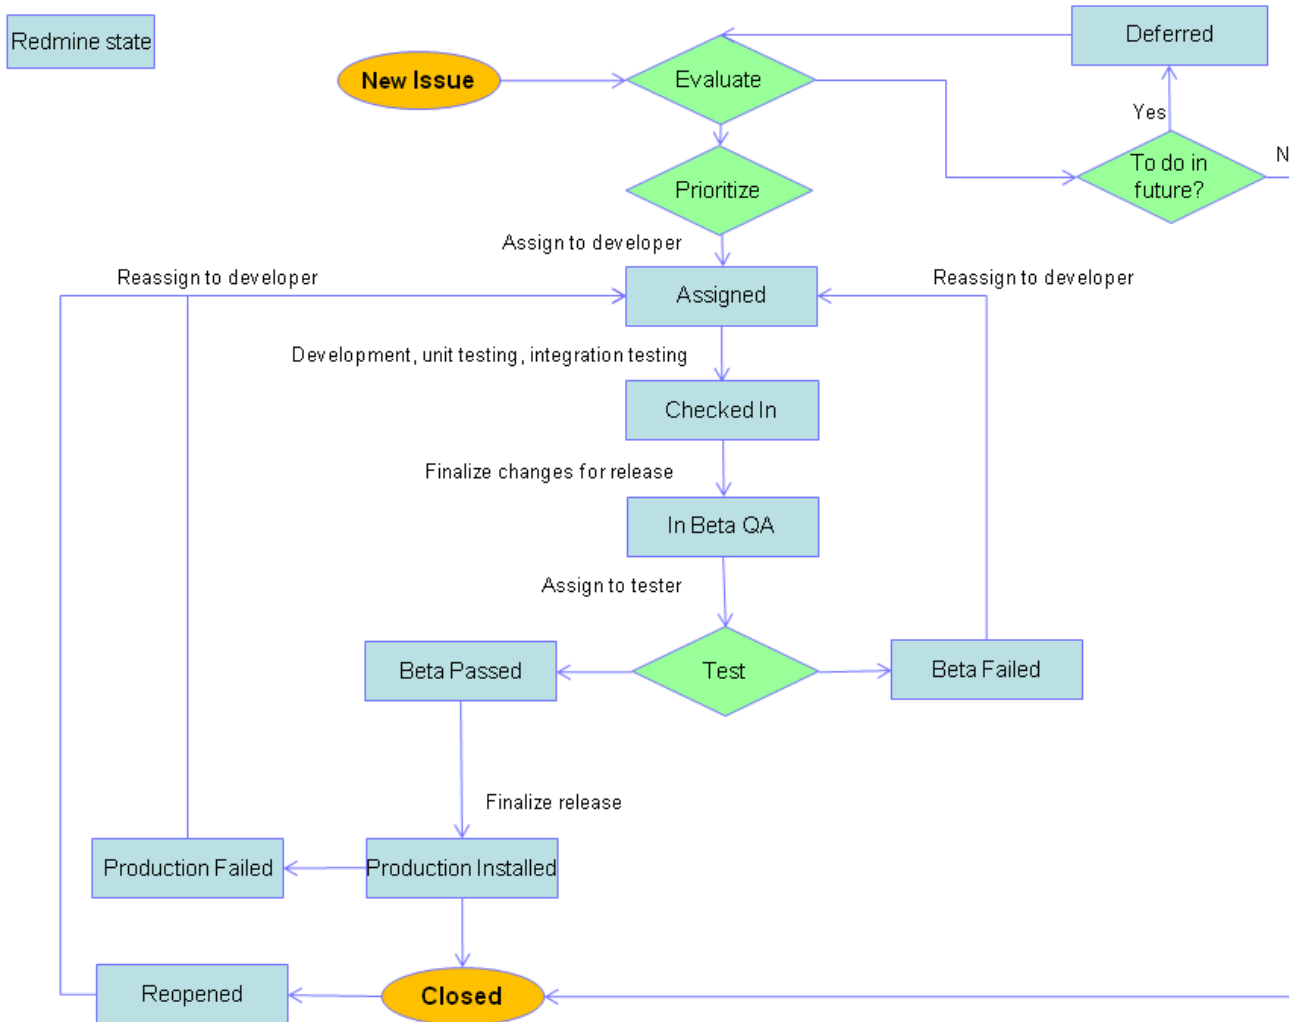 Redmine state
New Issue
Evaluate
Deferred
Yes
To do in
future?
N
Prioritize
Assign to developer
Reassign to developer
Assigned
Reassign to developer
Development, unit testing, integration testing
Checked In
Finalize changes for release
In Beta QA
Assign to tester
Beta Passed
Test
Beta Failed
Finalize release
Production Failed
Production Installed
Reopened
Closed